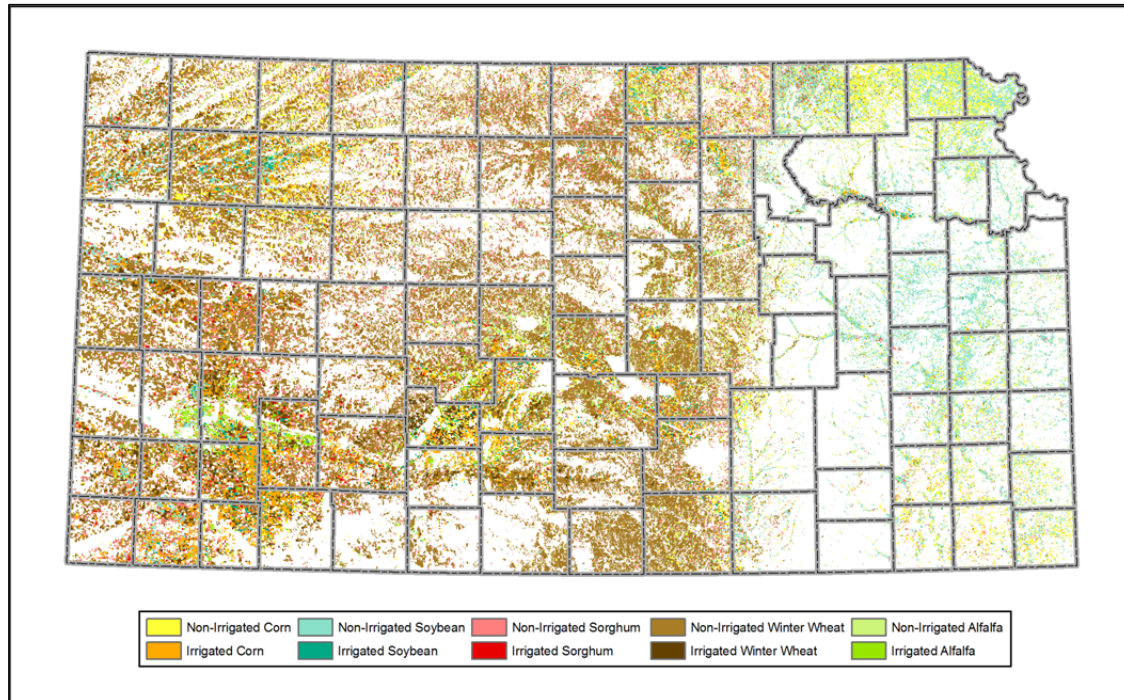 Non-Irrigated Corn Non-Irrigated Soybean Non-Irrigated Sorghum Non-Irrigated Winter Wheat Non-Irrigated Alfalfa
Irrigated Corn Irrigated Soybean Irrigated Sorghum Irrigated Winter Wheat Irrigated Alfalfa